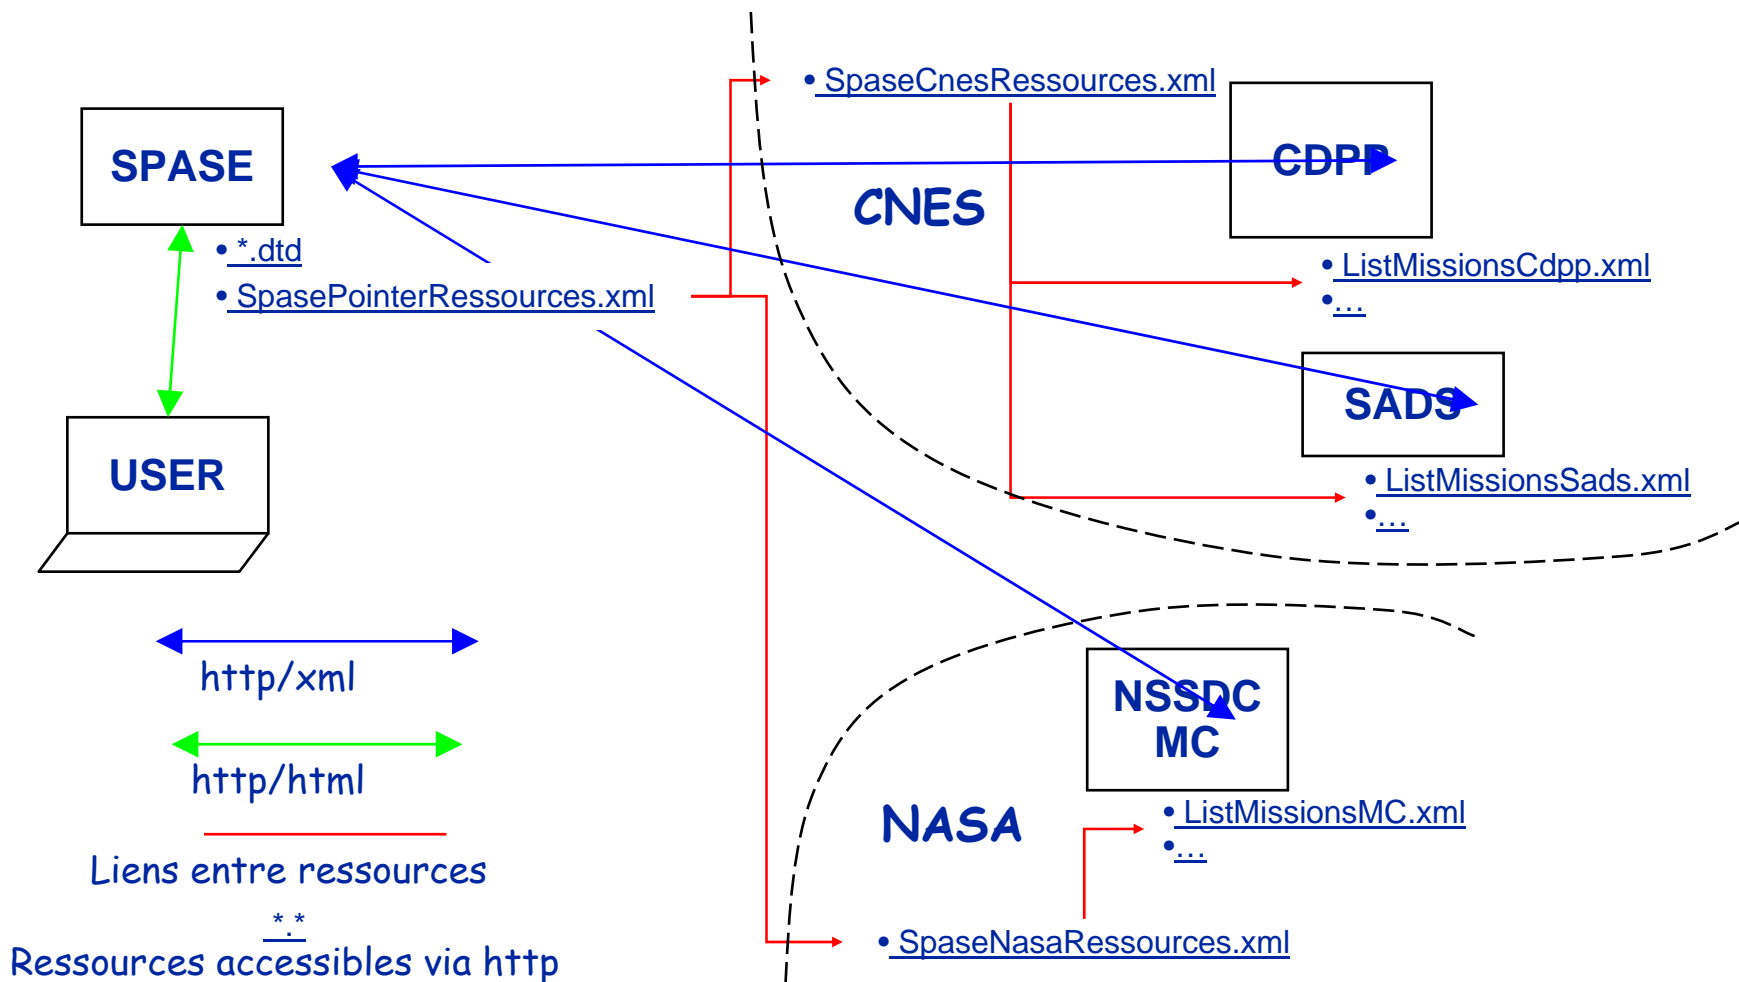 • SpaseCnesRessources.xml
SPASE
CDPP
CNES
• *.dtd
• SpasePointerRessources.xml
• ListMissionsCdpp.xml
•...
SADS
USER
• ListMissionsSads.xml
•...
http/xml
NSSDC
MC
http/html
NASA
• ListMissionsMC.xml
•...
Liens entre ressources
*.*
Ressources accessibles via http
• SpaseNasaRessources.xml